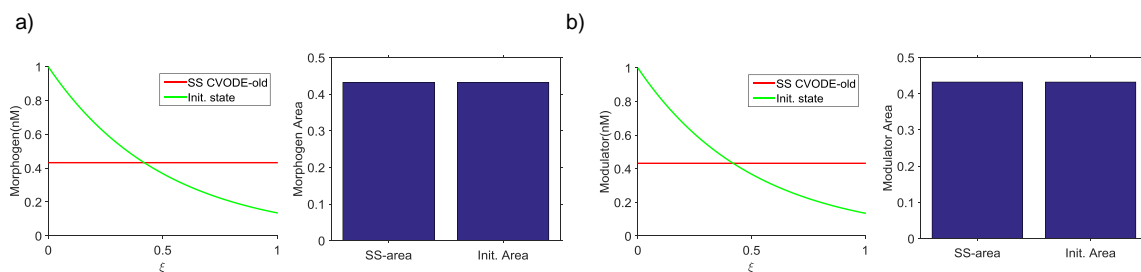 a)
Morphogen(nM)
1
0.8
0.6
0.4
0.2
0
0
0.5
1
ξ
SS CVODE-old
Init. state
Morphogen Area
0.5
0.4
0.3
0.2
0.1
0
SS-area
Init. Area
b)
Modulator(nM)
1
0.8
0.6
0.4
0.2
0
0
0.5
1
ξ
SS CVODE-old
Init. state
Modulator Area
0.5
0.4
0.3
0.2
0.1
0
SS-area
Init. Area